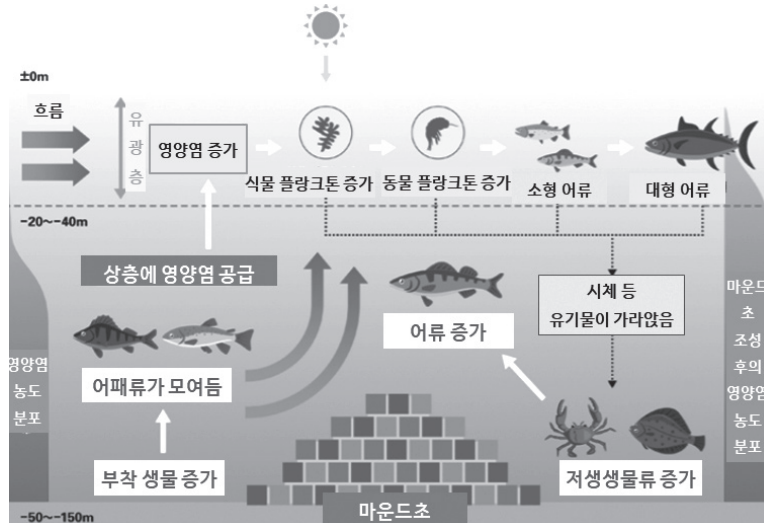 ±0m
흐름
유
광
층
영양염 증가
식물 플랑크톤 증가
동물 플랑크톤 증가
소형 어류
대형 어류
-20~-40m
상층에 영양염 공급
어류 증가
시체 등
유기물이 가라앉음
마운드
초
조성
후의
영양염
농도
분포
영양염
농도
분포
어패류가 모여듬
부착 생물 증가
저생생물류 증가
마운드초
-50~-150m